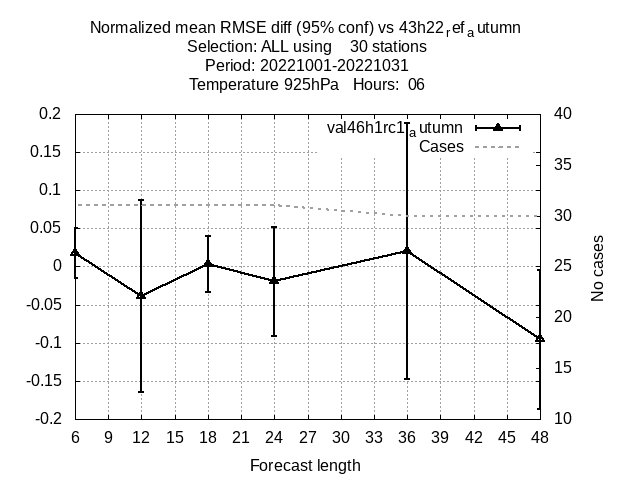 Normalized mean RMSE diff (95% conf) vs 43h22refautumn
Selection: ALL using 30 stations
Period: 20221001-20221031
Temperature 925hPa Hours: 06
val46h1rc1autumn
Cases
0.2
0.15
0.1
0.05
0
-0.05
-0.1
-0.15
-0.2
40
35
30
25
20
15
10
No cases
6 9 12 15 18 21 24 27 30 33 36 39 42 45 48
Forecast length